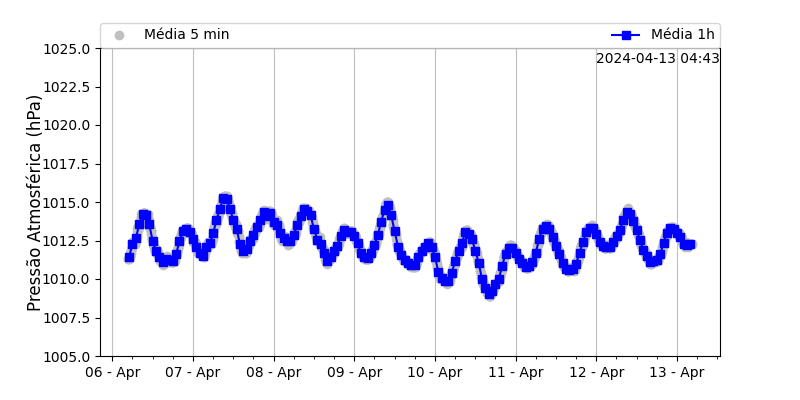 Média 5 min
Média 1h
2024-04-13 04:43
Pressão Atmosférica (hPa)
1025.0
1022.5
1020.0
1017.5
1015.0
1012.5
1010.0
1007.5
1005.0
06 - Apr
07 - Apr
08 - Apr
09 - Apr
10 - Apr
11 - Apr
12 - Apr
13 - Apr